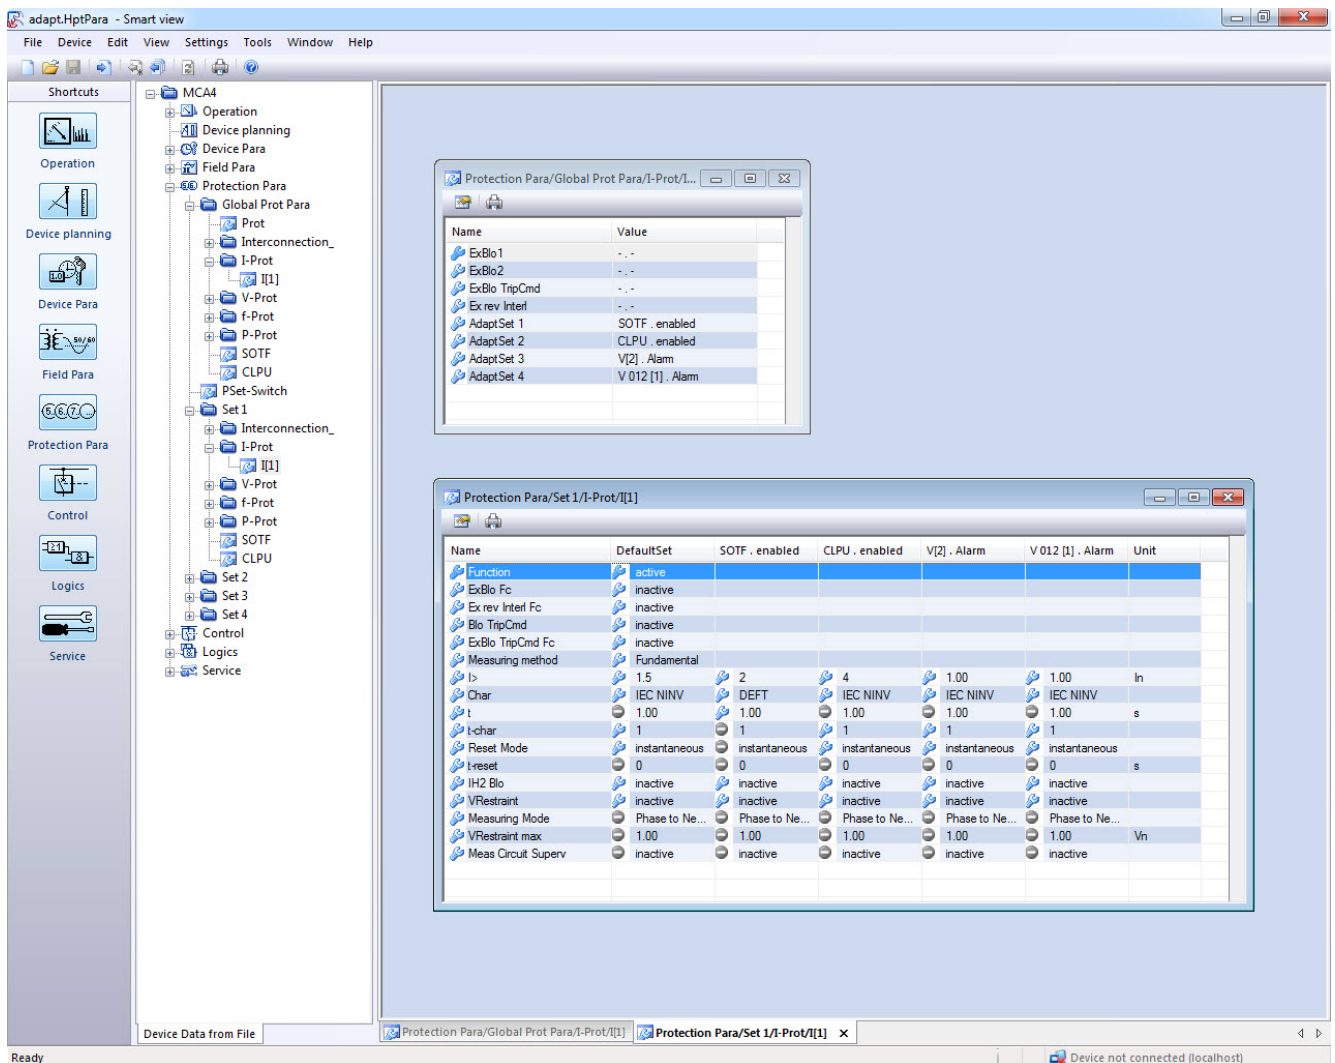 adapt.HptPara - Smart view
File Device Edit View Settings Tools Window Help
Shortcuts
Operation
Device planning
Device Para
Field Para
Protection Para
Control
Logics
Service
MCA4
Operation
Device planning
Device Para
Field Para
Protection Para
Global Prot Para
Prot
Interconnection_
I-Prot
I[1]
V-Prot
f-Prot
P-Prot
SOTF
CLPU
PSet-Switch
Set 1
Interconnection_
I-Prot
I[1]
V-Prot
f-Prot
P-Prot
SOTF
CLPU
Set 2
Set 3
Set 4
Control
Logics
Service
Device Data from File
Protection Para/Global Prot Para/I-Prot/I...
Name Value
ExBlo1 - . -
ExBlo2 - . -
ExBlo TripCmd - . -
Ex rev Interl - . -
AdaptSet 1 SOTF . enabled
AdaptSet 2 CLPU . enabled
AdaptSet 3 V[2] . Alarm
AdaptSet 4 V 012 [1] . Alarm
Protection Para/Set 1/I-Prot/I[1]
Name DefaultSet SOTF . enabled CLPU . enabled V[2] . Alarm V 012 [1] . Alarm Unit
Function active
ExBlo Fc inactive
Ex rev Interl Fc inactive
Blo TripCmd inactive
ExBlo TripCmd Fc inactive
Measuring method Fundamental
I> 1.5 2 4 1.00 1.00 In
Char IEC NINV DEFT IEC NINV IEC NINV IEC NINV
t 1.00 1.00 1.00 1.00 1.00 s
t-char 1 1 1 1 1
Reset Mode instantaneous instantaneous instantaneous instantaneous instantaneous
t-reset 0 0 0 0 0 s
IH2 Blo inactive inactive inactive inactive inactive
VRestraint inactive inactive inactive inactive inactive
Measuring Mode Phase to Ne... Phase to Ne... Phase to Ne... Phase to Ne... Phase to Ne...
VRestraint max 1.00 1.00 1.00 1.00 1.00 Vn
Meas Circuit Superv inactive inactive inactive inactive inactive
Protection Para/Global Prot Para/I-Prot/I[1] Protection Para/Set 1/I-Prot/I[1]
Ready Device not connected (localhost)